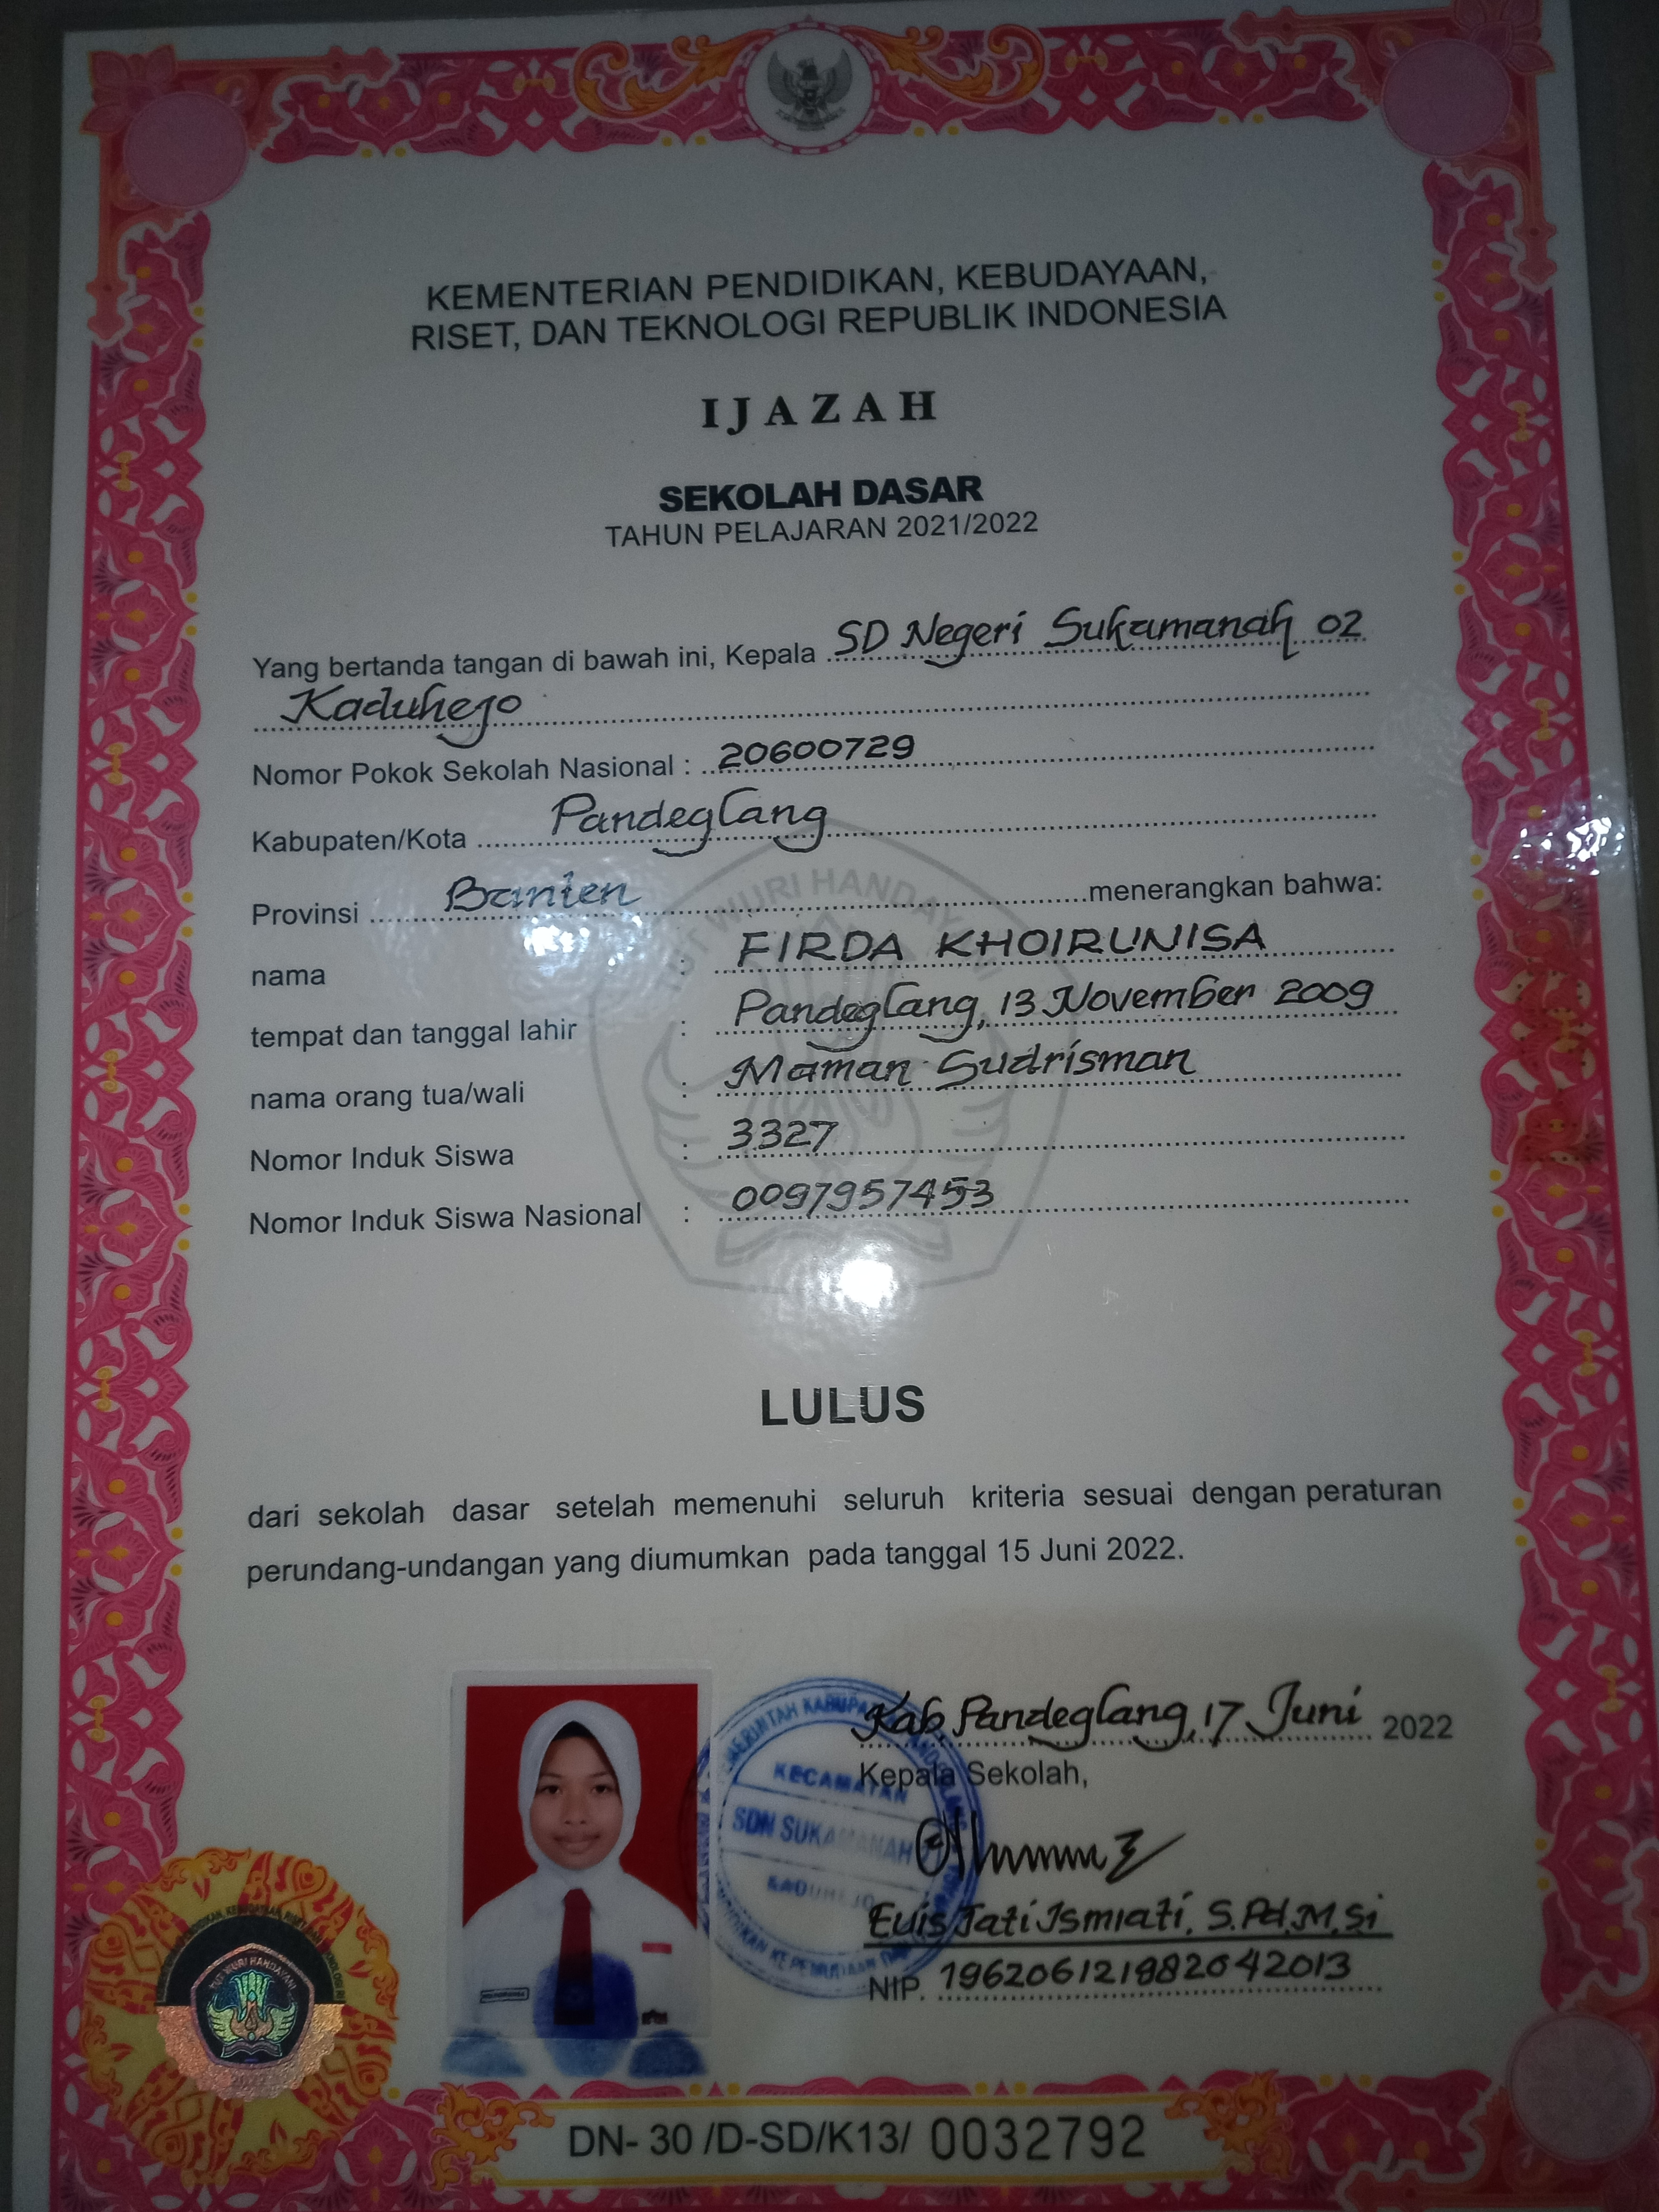 KEMENTERIAN PENDIDIKAN, KEBUDAYAAN,
RISET, DAN TEKNOLOGI REPUBLIK INDONESIA
IJAZAH
SEKOLAH DASAR
TAHUN PELAJARAN 2021/2022
Yang bertanda tangan di bawah ini, Kepala SD Negeri Sukamanah 02
Kaduhejo
Nomor Pokok Sekolah Nasional : 20600729
Kabupaten/Kota Pandeglang
Provinsi Banten menerangkan bahwa:
nama : FIRDA KHOIRUNISA
tempat dan tanggal lahir : Pandeglang, 13 November 2009
nama orang tua/wali : Maman Sudrisman
Nomor Induk Siswa : 3327
Nomor Induk Siswa Nasional : 0097957453
LULUS
dari sekolah dasar setelah memenuhi seluruh kriteria sesuai dengan peraturan
perundang-undangan yang diumumkan pada tanggal 15 Juni 2022.
Kab. Pandeglang, 17 Juni 2022
Kepala Sekolah,
KECAMATAN
SDN SUKAMANAH
KADUHEJO
Euis Tati Ismiati, S.Pd.M.Si
NIP. 196206121982042013
TUT WURI HANDAYANI
2022
DN- 30 /D-SD/K13/ 0032792